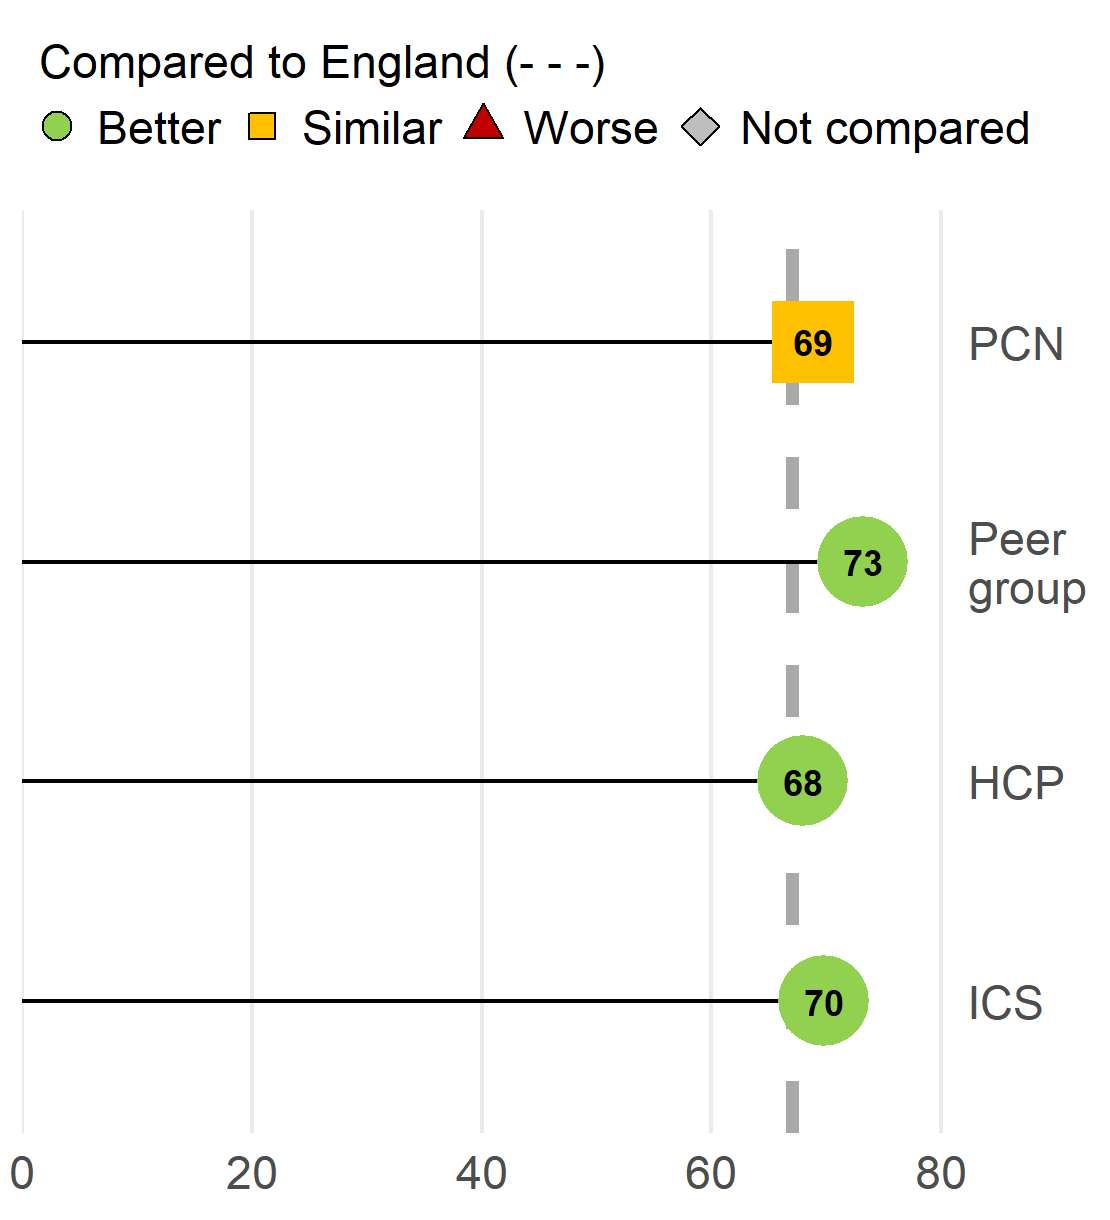 Compared to England (- - -)
Better Similar Worse Not compared
69 PCN
73 Peer
group
68 HCP
70 ICS
0 20 40 60 80